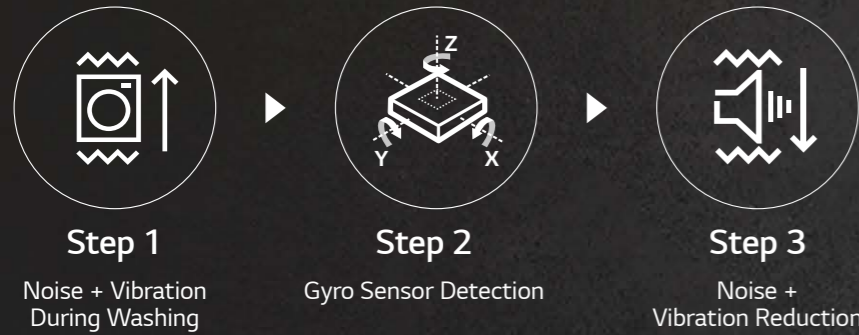 Z
Y
X
Step 1
Noise + Vibration
During Washing
Step 2
Gyro Sensor Detection
Step 3
Noise +
Vibration Reduction